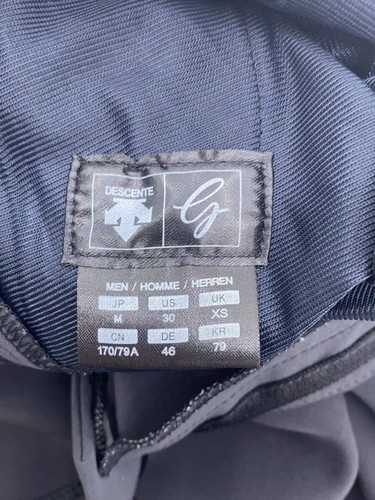 DESCENTE
G
MEN / HOMME / HERREN
JP US UK
M 30 XS
CN DE KR
170/79A 46 79